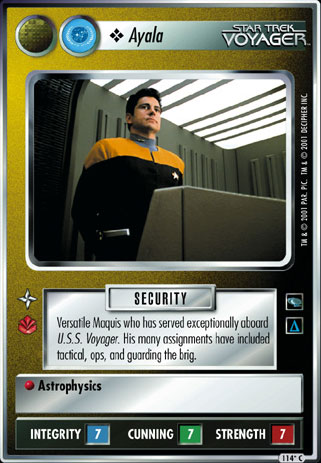 ❖ Ayala
STAR TREK
VOYAGER™
TM & © 2001 PAR. PIC. TM & © 2001 DECIPHER INC.
SECURITY
Versatile Maquis who has served exceptionally aboard
U.S.S. Voyager. His many assignments have included
tactical, ops, and guarding the brig.
Astrophysics
INTEGRITY 7 CUNNING 7 STRENGTH 7
114* C